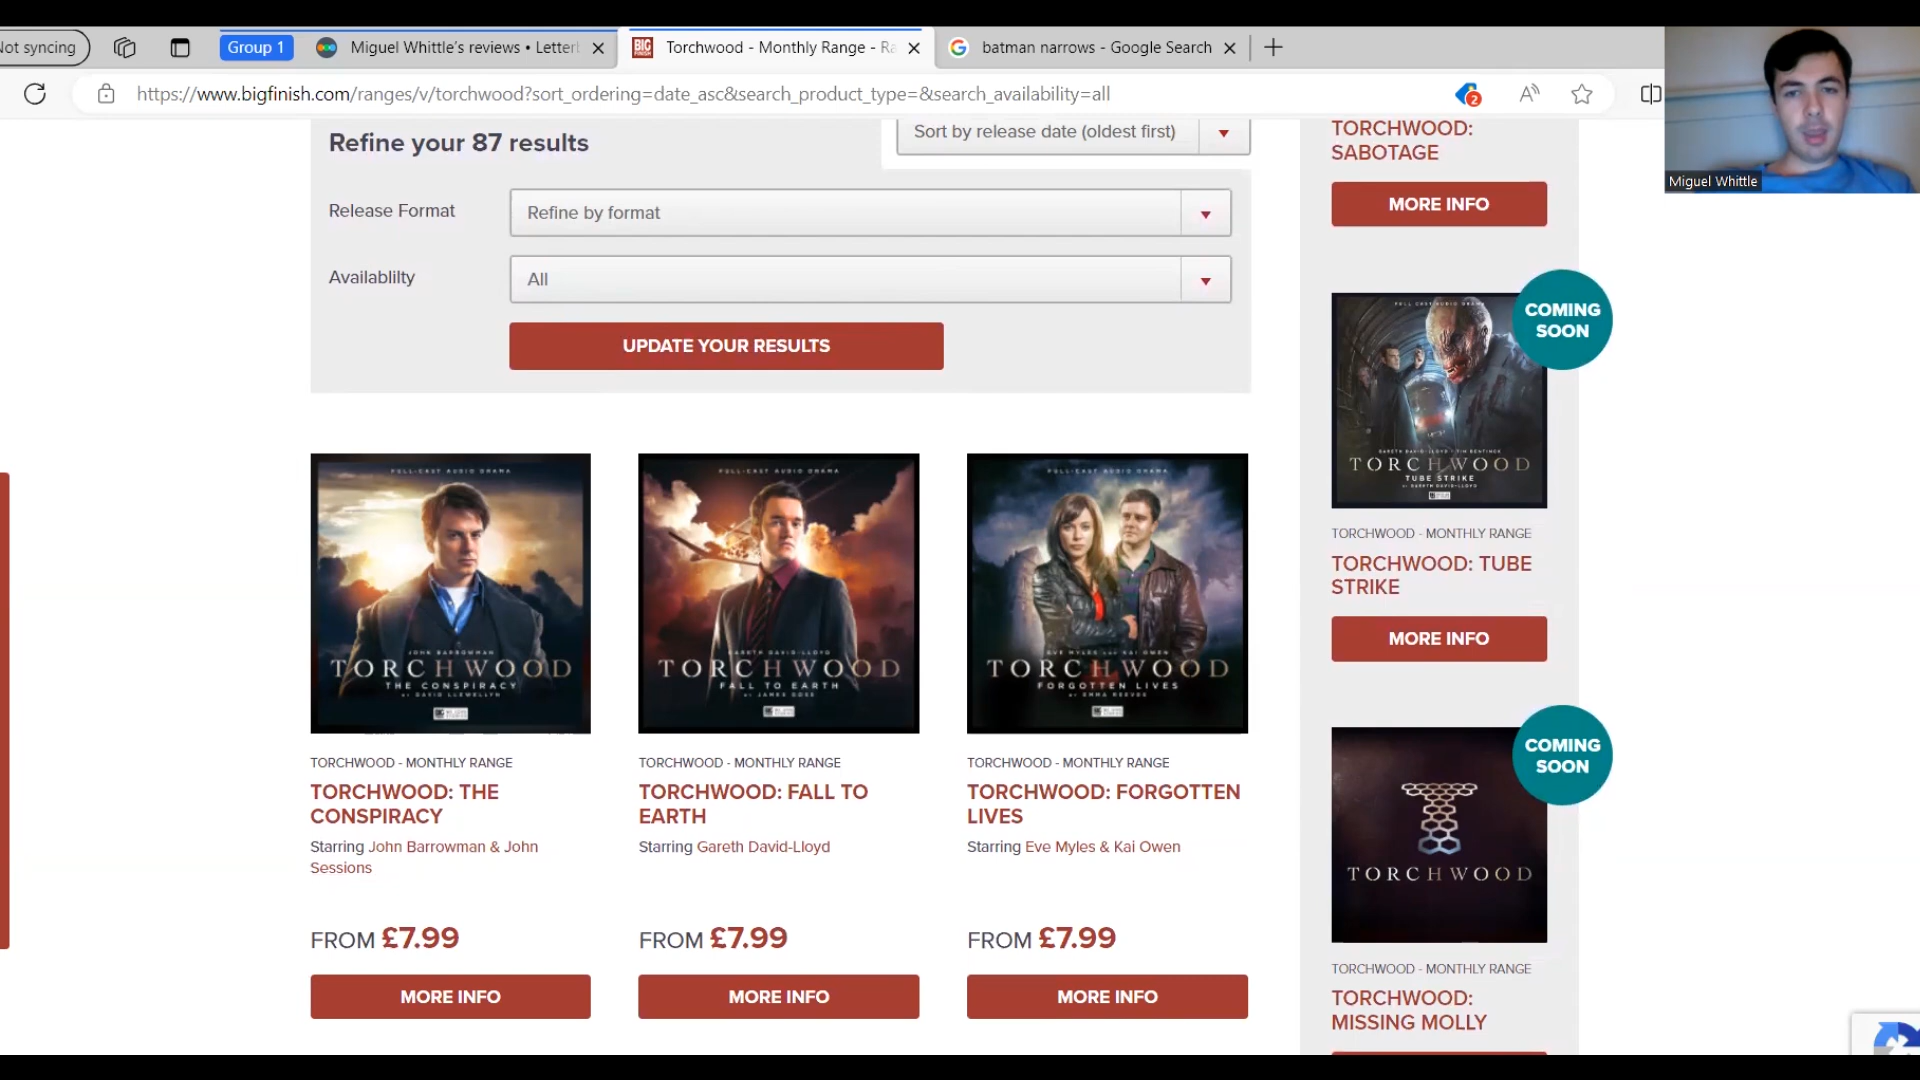 Not syncing
Group 1
Miguel Whittle's reviews • Letter
BIG FINISH
Torchwood - Monthly Range - Ra
batman narrows - Google Search
https://www.bigfinish.com/ranges/v/torchwood?sort_ordering=date_asc&search_product_type=&search_availability=all
2
Miguel Whittle
Refine your 87 results
Sort by release date (oldest first)
Release Format
Refine by format
Availablilty
All
UPDATE YOUR RESULTS
FULL-CAST AUDIO DRAMA
JOHN BARROWMAN
TORCHWOOD
THE CONSPIRACY
BY DAVID LLEWELLYN
TORCHWOOD - MONTHLY RANGE
TORCHWOOD: THE
CONSPIRACY
Starring John Barrowman & John
Sessions
FROM £7.99
MORE INFO
FULL-CAST AUDIO DRAMA
GARETH DAVID-LLOYD
TORCHWOOD
FALL TO EARTH
BY JAMES GOSS
TORCHWOOD - MONTHLY RANGE
TORCHWOOD: FALL TO
EARTH
Starring Gareth David-Lloyd
FROM £7.99
MORE INFO
FULL-CAST AUDIO DRAMA
EVE MYLES AND KAI OWEN
TORCHWOOD
FORGOTTEN LIVES
BY EMMA REEVES
TORCHWOOD - MONTHLY RANGE
TORCHWOOD: FORGOTTEN
LIVES
Starring Eve Myles & Kai Owen
FROM £7.99
MORE INFO
TORCHWOOD:
SABOTAGE
MORE INFO
COMING
SOON
FULL CAST AUDIO DRAMA
GARETH DAVID-LLOYD • TIM BENTINCK
TORCHWOOD
TUBE STRIKE
BY GARETH DAVID-LLOYD
TORCHWOOD - MONTHLY RANGE
TORCHWOOD: TUBE
STRIKE
MORE INFO
COMING
SOON
TORCHWOOD
TORCHWOOD - MONTHLY RANGE
TORCHWOOD:
MISSING MOLLY